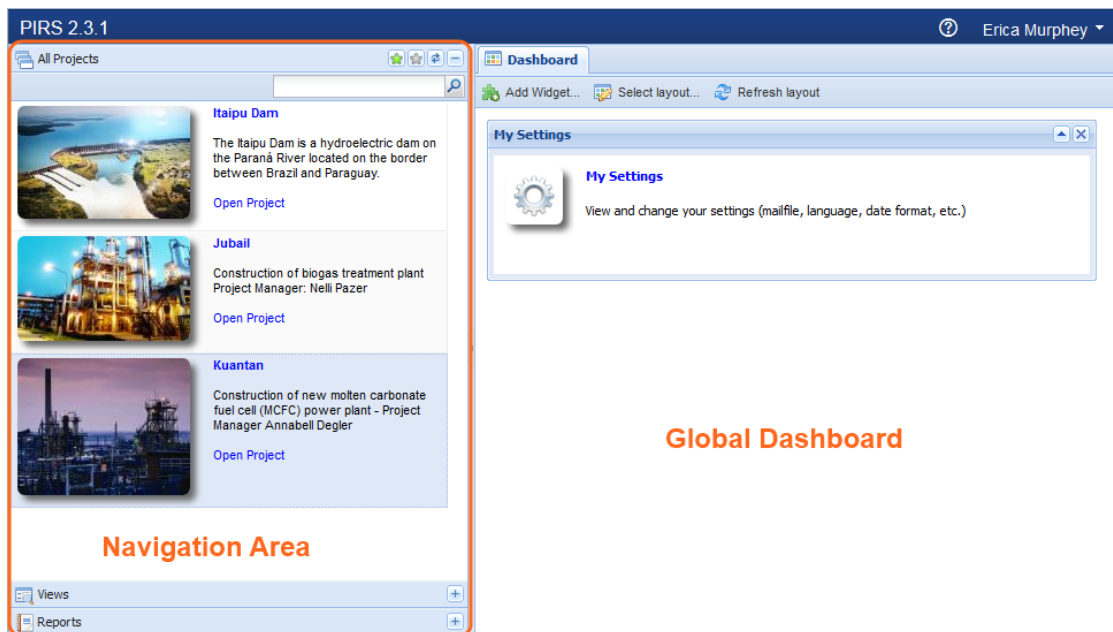 PIRS 2.3.1
Erica Murphey
All Projects
Itaipu Dam
The Itaipu Dam is a hydroelectric dam on
the Paraná River located on the border
between Brazil and Paraguay.
Open Project
Jubail
Construction of biogas treatment plant
Project Manager: Nelli Pazer
Open Project
Kuantan
Construction of new molten carbonate
fuel cell (MCFC) power plant - Project
Manager Annabell Degler
Open Project
Navigation Area
Views
Reports
Dashboard
Add Widget...
Select layout...
Refresh layout
My Settings
My Settings
View and change your settings (mailfile, language, date format, etc.)
Global Dashboard